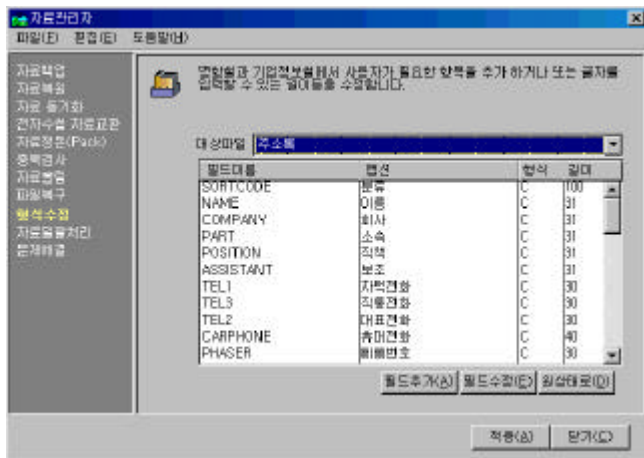 자료관리자
파일(F) 편집(E) 도움말(H)
자료백업
자료복원
자료 동기화
전자수첩 자료교환
자료정돈(Pack)
중복검사
자료통합
파일복구
형식수정
자료일괄처리
문제해결
명함철과 기업정보철에서 사용자가 필요한 항목을 추가 하거나 또는 글자를
입력할 수 있는 길이등을 수정합니다.
대상파일 주소록
필드이름 캡션 형식 길이
SORTCODE 분류 C 100
NAME 이름 C 31
COMPANY 회사 C 31
PART 소속 C 31
POSITION 직책 C 31
ASSISTANT 보조 C 31
TEL1 자택전화 C 30
TEL3 직통전화 C 30
TEL2 대표전화 C 30
CARPHONE 휴대전화 C 40
PHASER 삐삐번호 C 30
필드추가(A) 필드수정(E) 원상태로(D)
적용(A) 닫기(C)